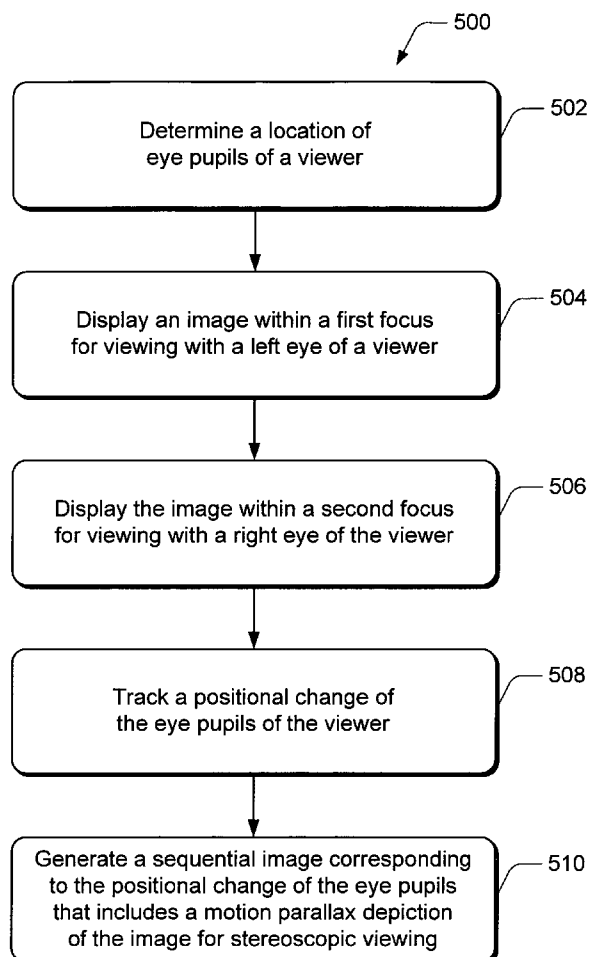 500
Determine a location of
eye pupils of a viewer
502
Display an image within a first focus
for viewing with a left eye of a viewer
504
Display the image within a second focus
for viewing with a right eye of the viewer
506
Track a positional change of
the eye pupils of the viewer
508
Generate a sequential image corresponding
to the positional change of the eye pupils
that includes a motion parallax depiction
of the image for stereoscopic viewing
510